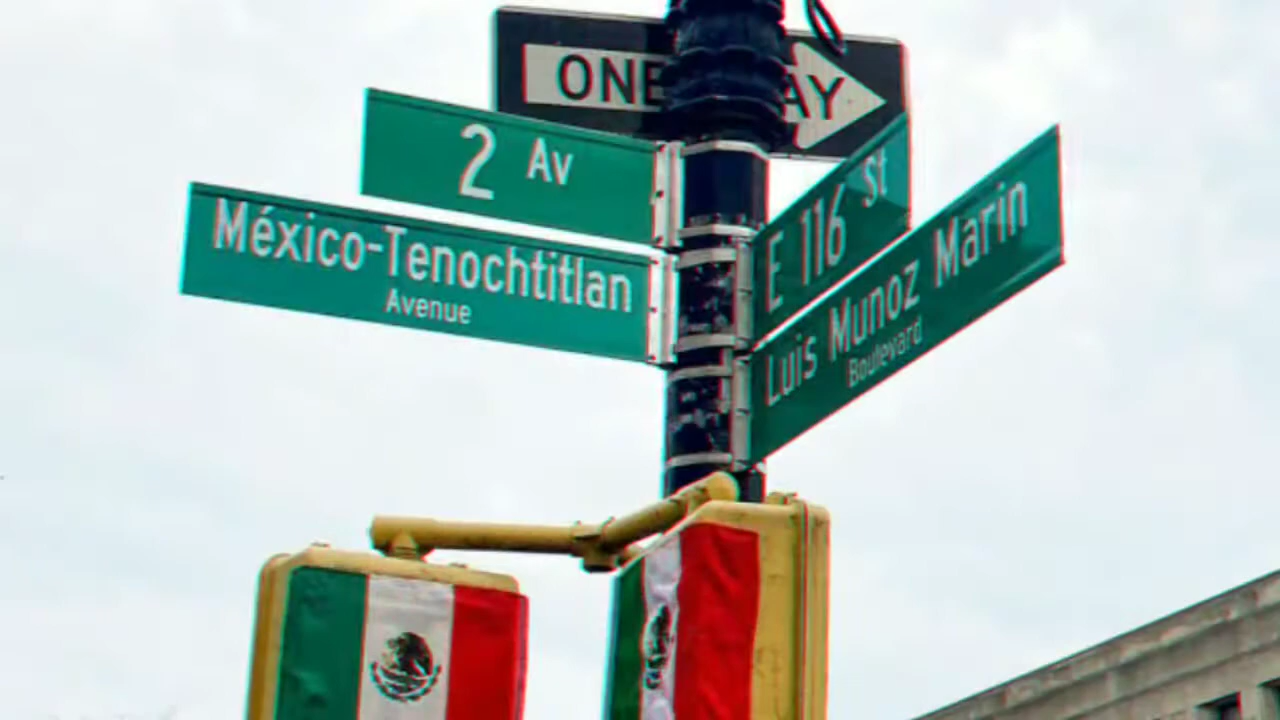 ONE WAY
2 Av
México-Tenochtitlan
Avenue
E 116 St
Luis Munoz Marin
Boulevard